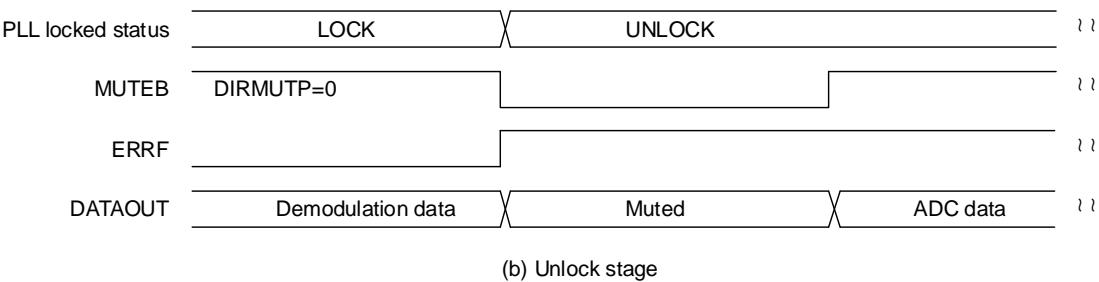 PLL locked status LOCK UNLOCK
MUTEB DIRMUTP=0
ERRF
DATAOUT Demodulation data Muted ADC data
(b) Unlock stage